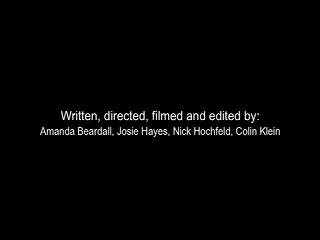 Written, directed, filmed and edited by:
Amanda Beardall, Josie Hayes, Nick Hochfeld, Colin Klein